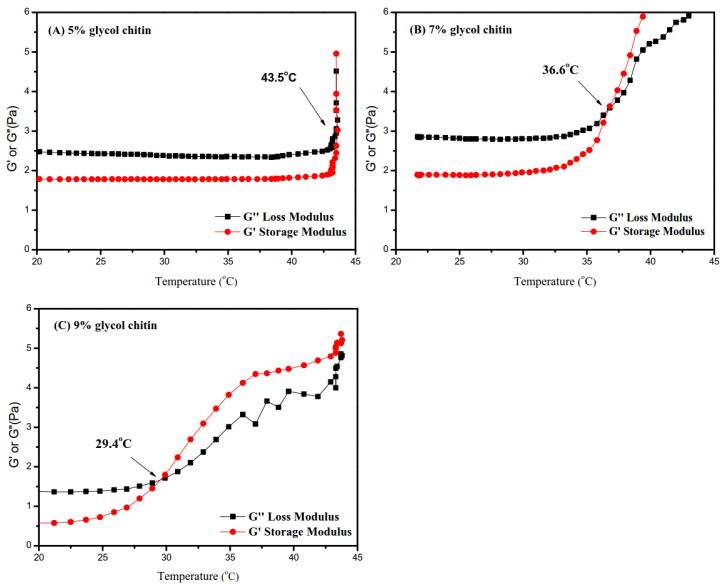 (A) 5% glycol chitin
43.5°C
G' or G"(Pa)
6
5
4
3
2
1
0
G" Loss Modulus
G' Storage Modulus
20 25 30 35 40 45
Temperature (°C)
(B) 7% glycol chitin
36.6°C
G' or G"(Pa)
6
5
4
3
2
1
0
G" Loss Modulus
G' Storage Modulus
20 25 30 35 40 45
Temperature (°C)
(C) 9% glycol chitin
29.4°C
G' or G"(Pa)
6
5
4
3
2
1
0
G" Loss Modulus
G' Storage Modulus
20 25 30 35 40 45
Temperature (°C)